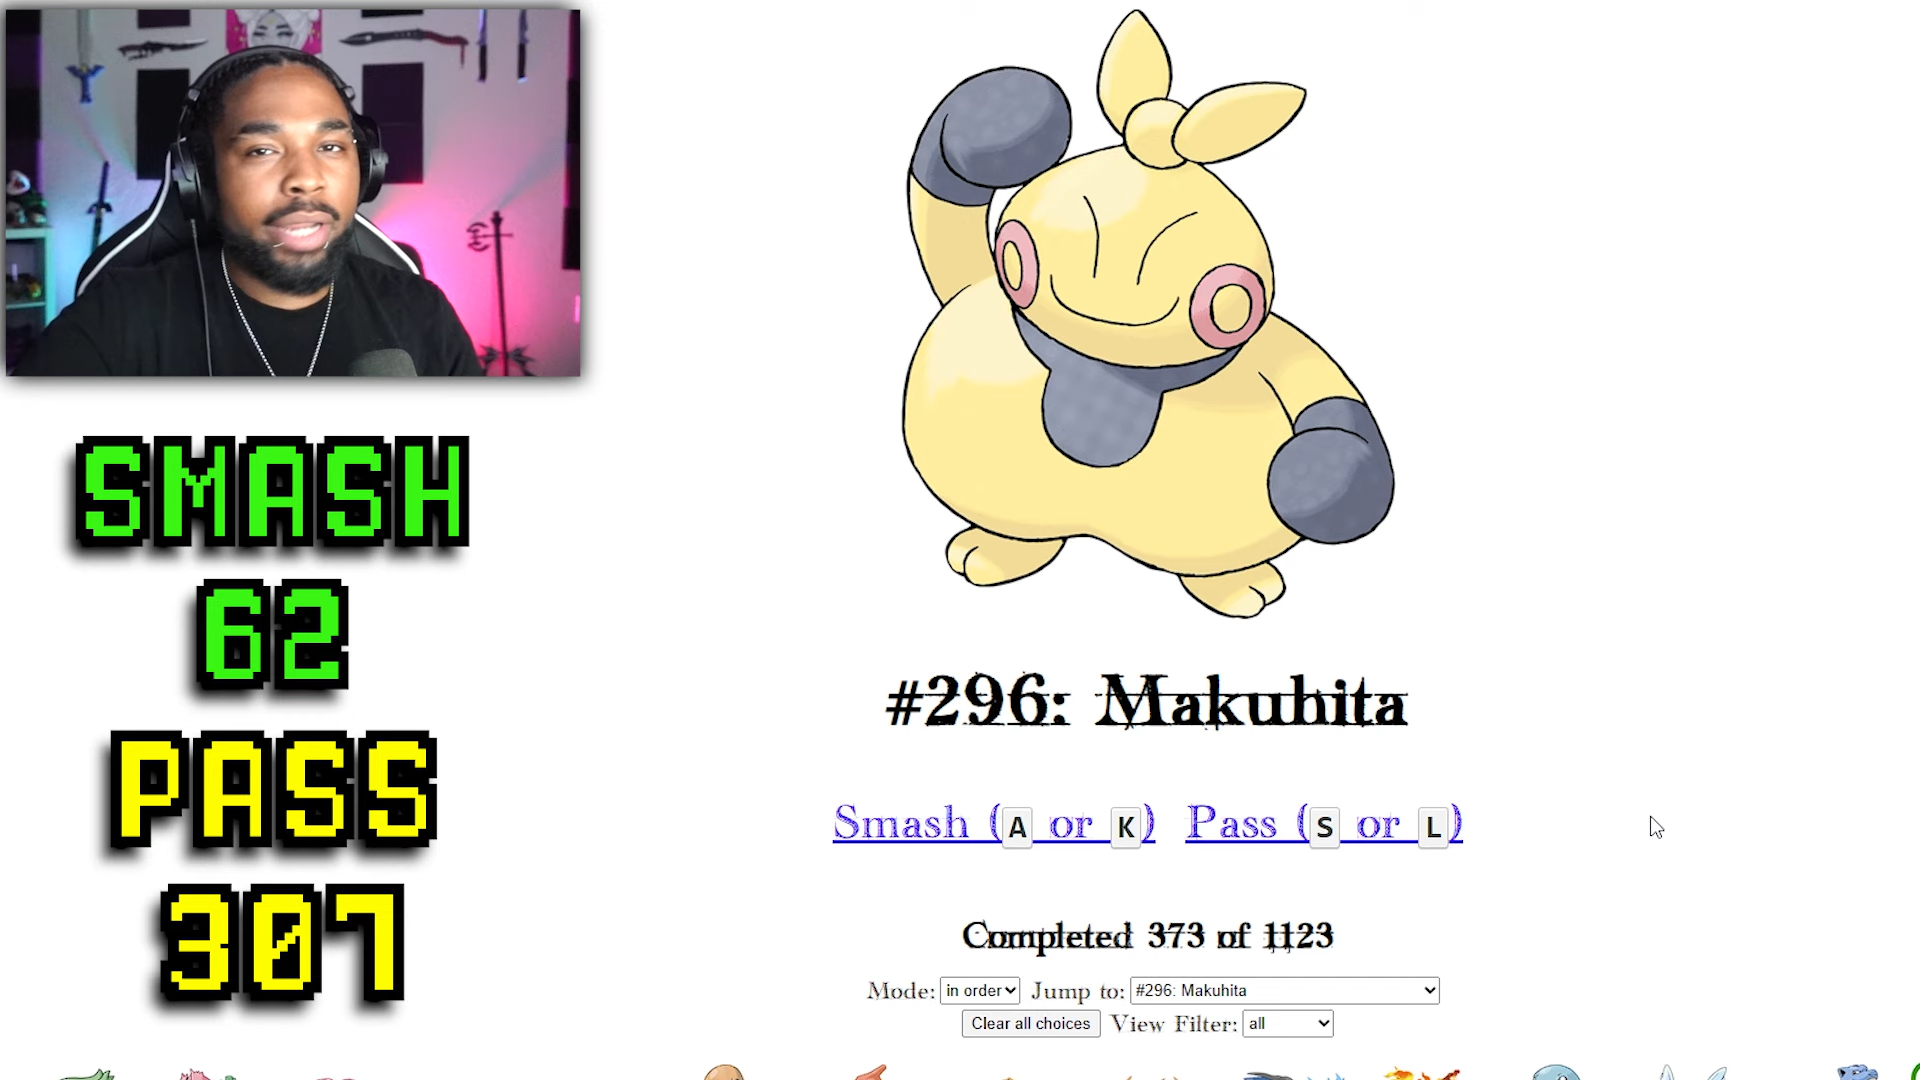 SMASH
62
PASS
307
#296: Makuhita
Smash (A or K) Pass (S or L)
Completed 373 of 1123
Mode: in order Jump to: #296: Makuhita
Clear all choices View Filter: all